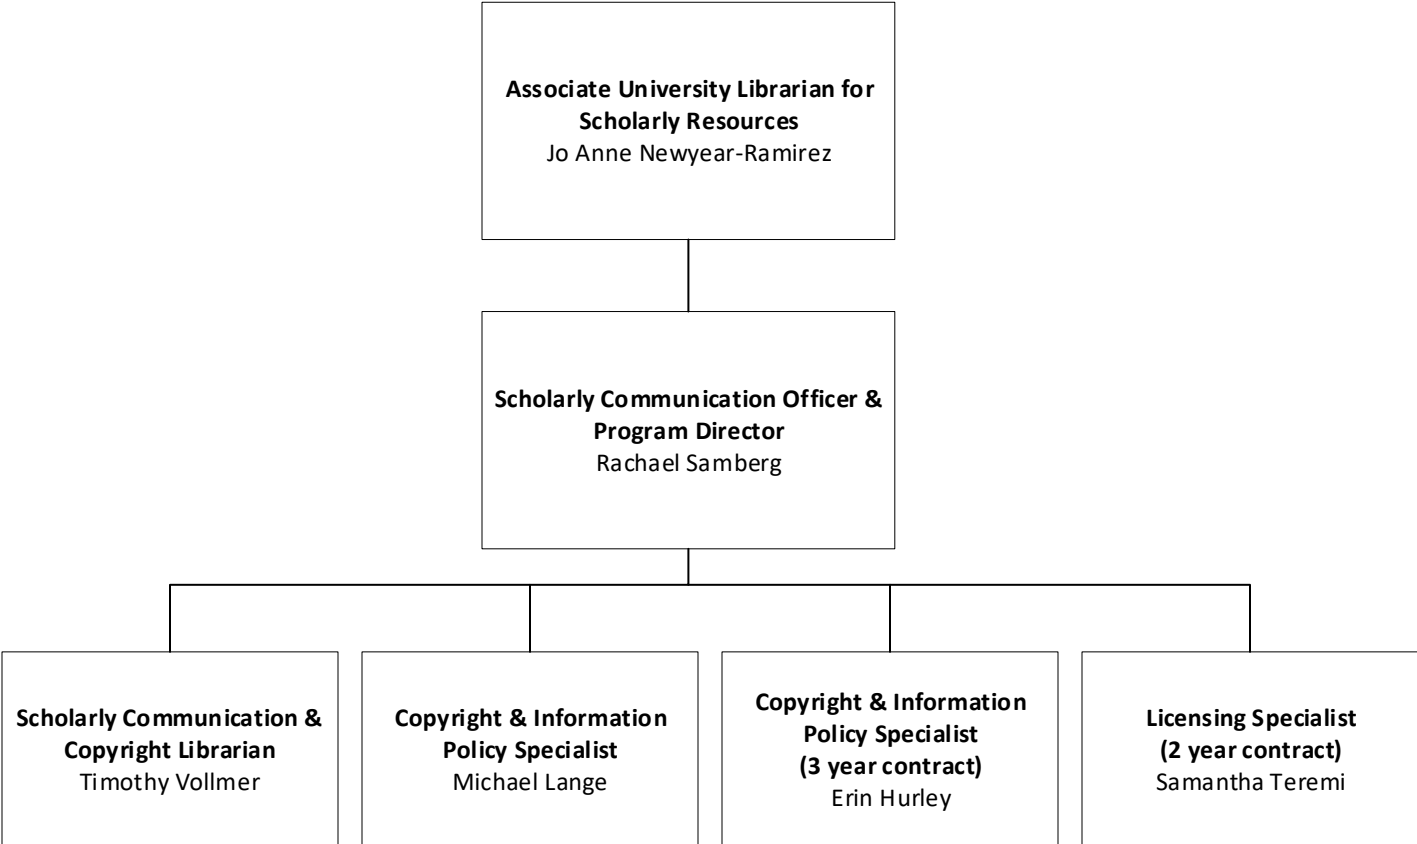 Associate University Librarian for
Scholarly Resources
Jo Anne Newyear-Ramirez
Scholarly Communication Officer &
Program Director
Rachael Samberg
Scholarly Communication &
Copyright Librarian
Timothy Vollmer
Copyright & Information
Policy Specialist
Michael Lange
Copyright & Information
Policy Specialist
(3 year contract)
Erin Hurley
Licensing Specialist
(2 year contract)
Samantha Teremi